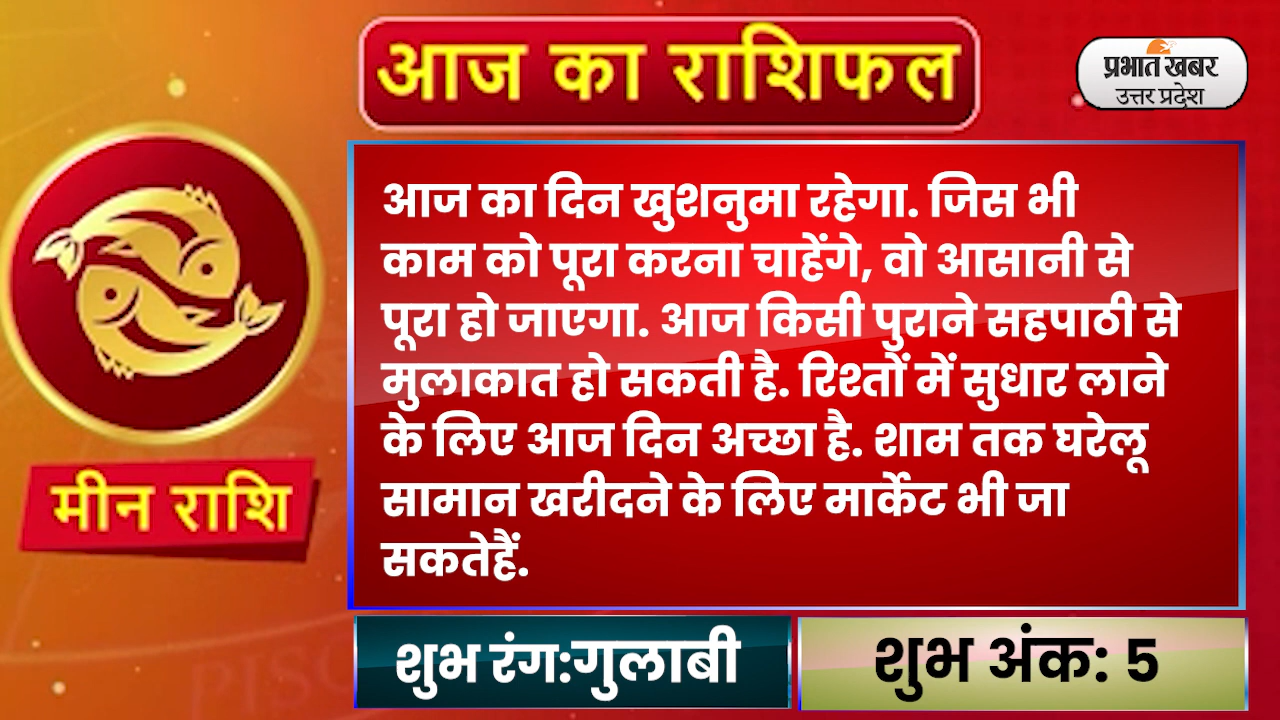 आज का राशिफल
प्रभात खबर
उत्तर प्रदेश
आज का दिन खुशनुमा रहेगा. जिस भी
काम को पूरा करना चाहेंगे, वो आसानी से
पूरा हो जाएगा. आज किसी पुराने सहपाठी से
मुलाकात हो सकती है. रिश्तों में सुधार लाने
के लिए आज दिन अच्छा है. शाम तक घरेलू
सामान खरीदने के लिए मार्केट भी जा
सकतेहैं.
मीन राशि
शुभ रंग:गुलाबी
शुभ अंक: 5